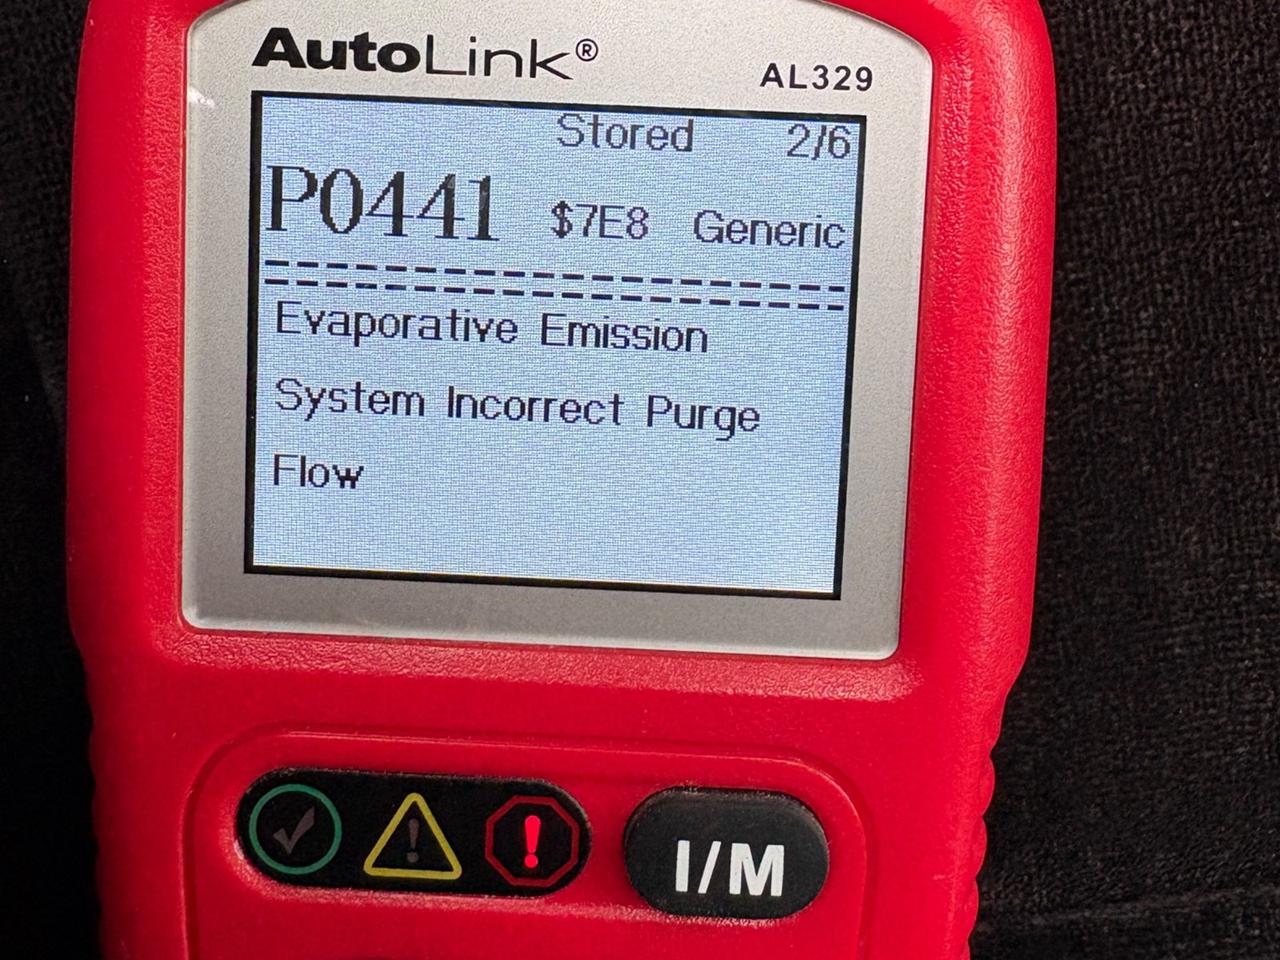 AutoLink®
AL329
Stored 2/6
P0441 $7E8 Generic
Evaporative Emission
System Incorrect Purge
Flow
I/M